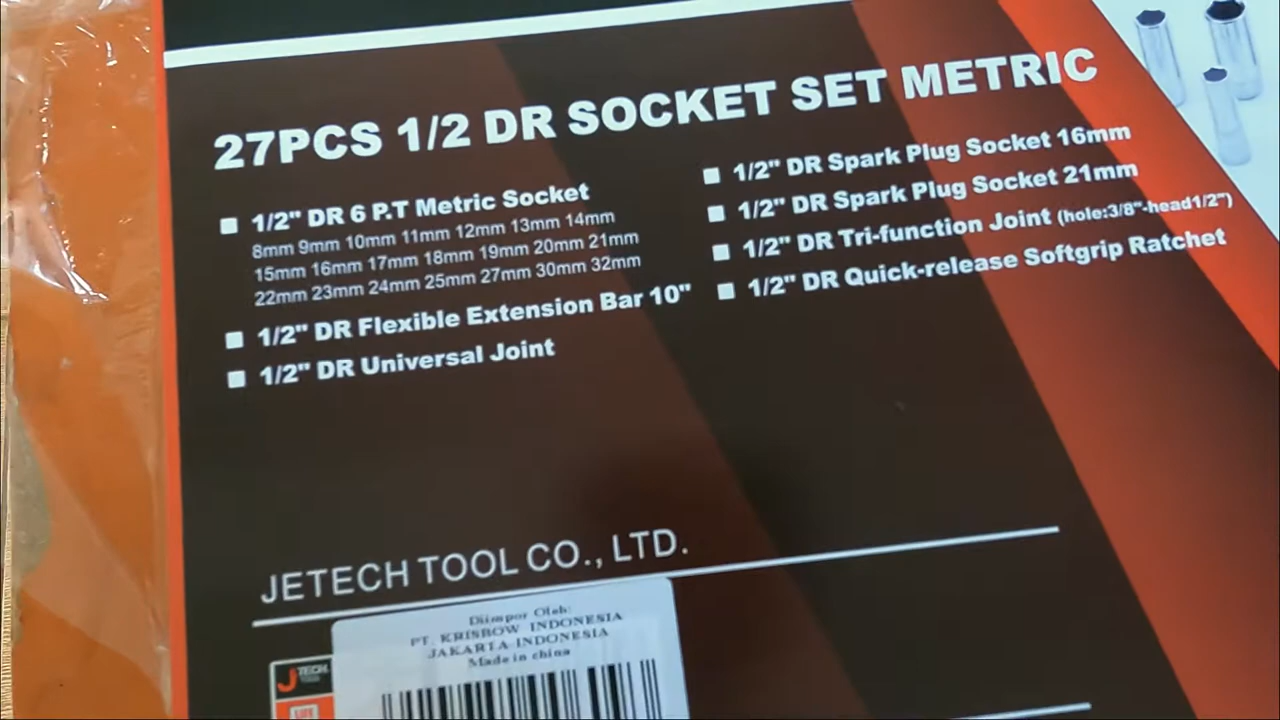 27PCS 1/2 DR SOCKET SET METRIC
1/2" DR 6 P.T Metric Socket
8mm 9mm 10mm 11mm 12mm 13mm 14mm
15mm 16mm 17mm 18mm 19mm 20mm 21mm
22mm 23mm 24mm 25mm 27mm 30mm 32mm
1/2" DR Flexible Extension Bar 10"
1/2" DR Universal Joint
1/2" DR Spark Plug Socket 16mm
1/2" DR Spark Plug Socket 21mm
1/2" DR Tri-function Joint (hole:3/8"-head1/2")
1/2" DR Quick-release Softgrip Ratchet
JETECH TOOL CO., LTD.
Diimpor Oleh:
PT. KRISBOW INDONESIA
JAKARTA-INDONESIA
Made in china
JTECH
LIFE